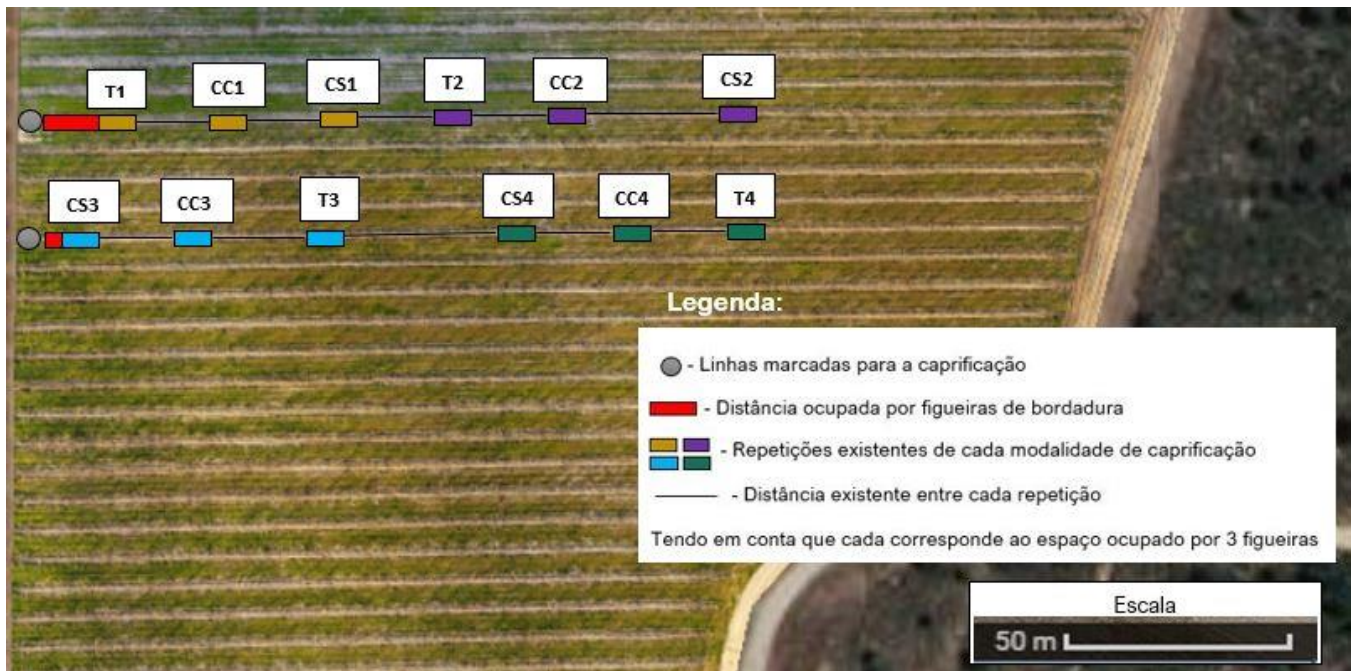 T1 CC1 CS1 T2 CC2 CS2
CS3 CC3 T3 CS4 CC4 T4
Legenda:
- Linhas marcadas para a caprificação
- Distância ocupada por figueiras de bordadura
- Repetições existentes de cada modalidade de caprificação
- Distância existente entre cada repetição
Tendo em conta que cada corresponde ao espaço ocupado por 3 figueiras
Escala
50 m